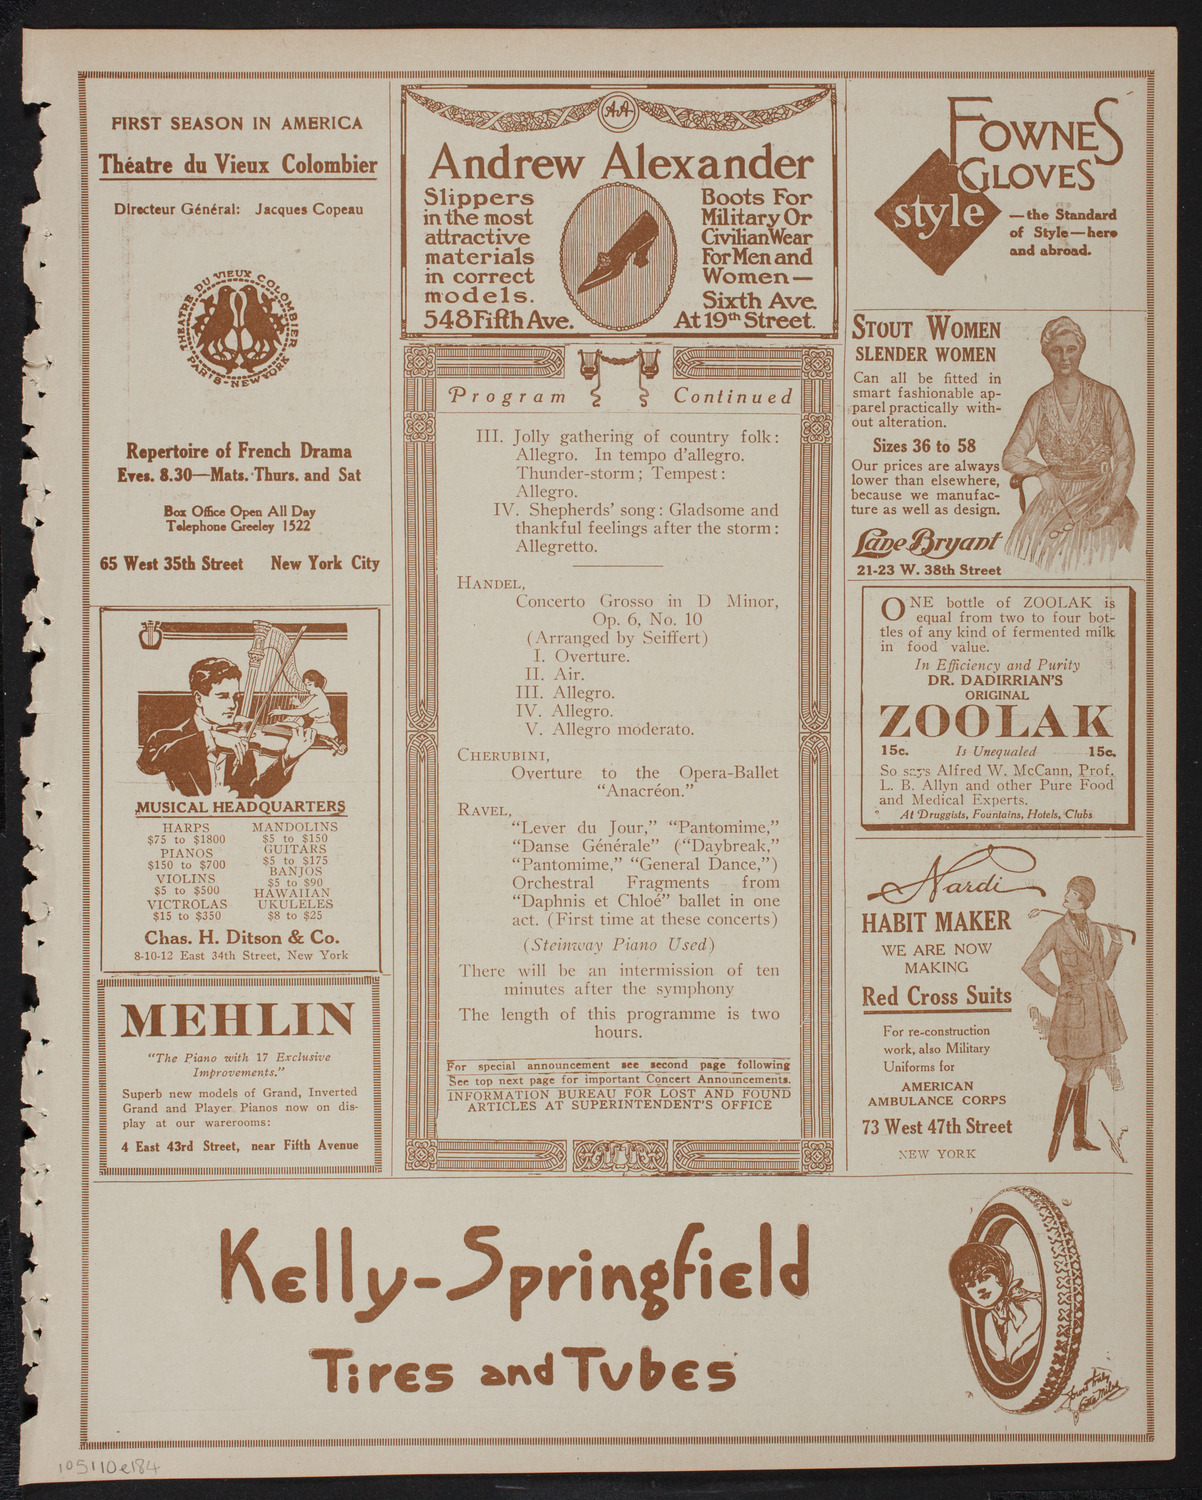 FIRST SEASON IN AMERICA
Théatre du Vieux Colombier
Directeur Général: Jacques Copeau
THEATRE DU VIEUX COLOMBIER
PARIS-NEW YORK
Repertoire of French Drama
Eves. 8.30—Mats. Thurs. and Sat
Box Office Open All Day
Telephone Greeley 1522
65 West 35th Street New York City
MUSICAL HEADQUARTERS
HARPS
$75 to $1800
PIANOS
$150 to $700
VIOLINS
$5 to $500
VICTROLAS
$15 to $350
MANDOLINS
$5 to $150
GUITARS
$5 to $175
BANJOS
$5 to $90
HAWAIIAN
UKULELES
$8 to $25
Chas. H. Ditson & Co.
8-10-12 East 34th Street, New York
MEHLIN
"The Piano with 17 Exclusive
Improvements."
Superb new models of Grand, Inverted
Grand and Player Pianos now on dis-
play at our warerooms:
4 East 43rd Street, near Fifth Avenue
AA
Andrew Alexander
Slippers
in the most
attractive
materials
in correct
models.
548 Fifth Ave.
Boots For
Military Or
Civilian Wear
For Men and
Women—
Sixth Ave.
At 19th Street.
Program Continued
III. Jolly gathering of country folk:
Allegro. In tempo d'allegro.
Thunder-storm; Tempest:
Allegro.
IV. Shepherds' song: Gladsome and
thankful feelings after the storm:
Allegretto.
HANDEL,
Concerto Grosso in D Minor,
Op. 6, No. 10
(Arranged by Seiffert)
I. Overture.
II. Air.
III. Allegro.
IV. Allegro.
V. Allegro moderato.
CHERUBINI,
Overture to the Opera-Ballet
"Anacréon."
RAVEL,
"Lever du Jour," "Pantomime,"
"Danse Générale" ("Daybreak,"
"Pantomime," "General Dance,")
Orchestral Fragments from
"Daphnis et Chloé" ballet in one
act. (First time at these concerts)
(Steinway Piano Used)
There will be an intermission of ten
minutes after the symphony
The length of this programme is two
hours.
For special announcement see second page following
See top next page for important Concert Announcements.
INFORMATION BUREAU FOR LOST AND FOUND
ARTICLES AT SUPERINTENDENT'S OFFICE
FOWNES
GLOVES
style
—the Standard
of Style—here
and abroad.
STOUT WOMEN
SLENDER WOMEN
Can all be fitted in
smart fashionable ap-
parel practically with-
out alteration.
Sizes 36 to 58
Our prices are always
lower than elsewhere,
because we manufac-
ture as well as design.
Lane Bryant
21-23 W. 38th Street
ONE bottle of ZOOLAK is
equal from two to four bot-
tles of any kind of fermented milk
in food value.
In Efficiency and Purity
DR. DADIRRIAN'S
ORIGINAL
ZOOLAK
15c. Is Unequaled 15c.
So says Alfred W. McCann, Prof.
L. B. Allyn and other Pure Food
and Medical Experts.
At Druggists, Fountains, Hotels, Clubs
Nardi
HABIT MAKER
WE ARE NOW
MAKING
Red Cross Suits
For re-construction
work, also Military
Uniforms for
AMERICAN
AMBULANCE CORPS
73 West 47th Street
NEW YORK
Kelly-Springfield
Tires and Tubes
105110e184